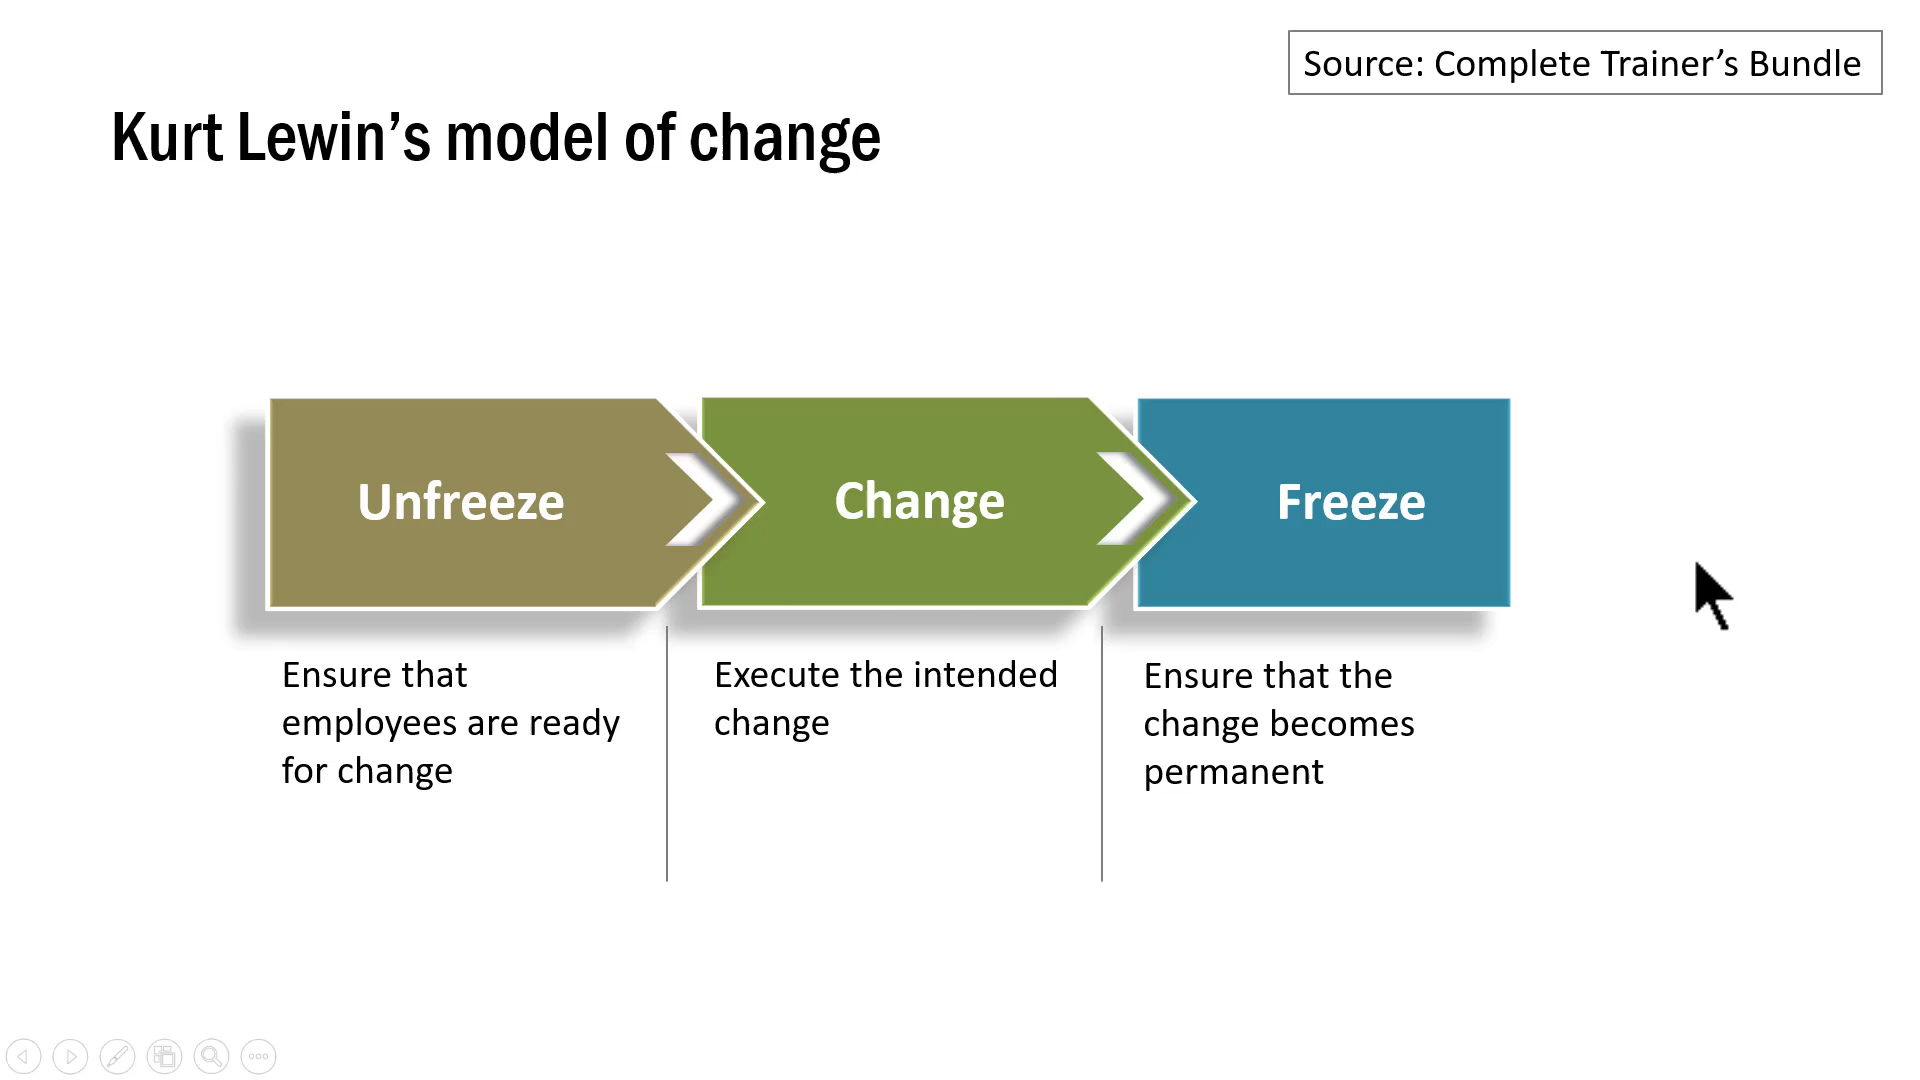 Source: Complete Trainer’s Bundle
Kurt Lewin’s model of change
Unfreeze
Change
Freeze
Ensure that
employees are ready
for change
Execute the intended
change
Ensure that the
change becomes
permanent